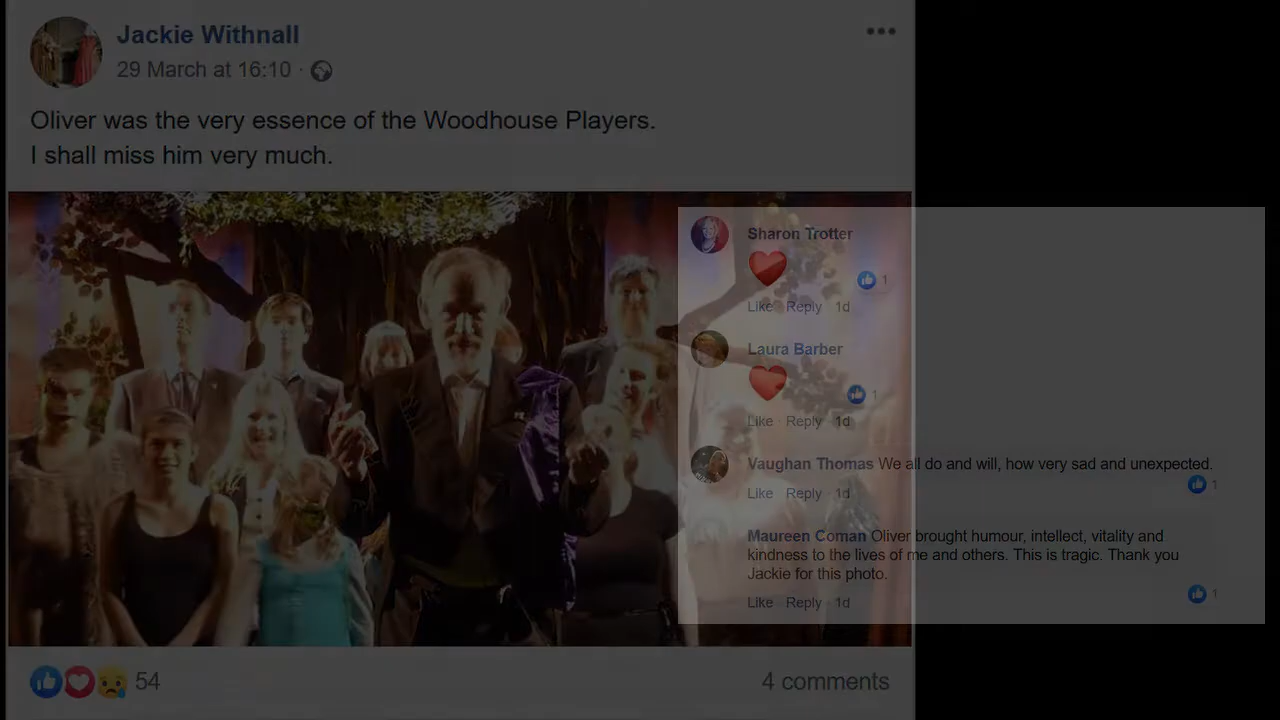 Jackie Withnall
29 March at 16:10 ·
Oliver was the very essence of the Woodhouse Players.
I shall miss him very much.
Sharon Trotter
1
Like · Reply · 1d
Laura Barber
1
Like · Reply · 1d
Vaughan Thomas We all do and will, how very sad and unexpected.
1
Like · Reply · 1d
Maureen Coman Oliver brought humour, intellect, vitality and
kindness to the lives of me and others. This is tragic. Thank you
Jackie for this photo.
1
Like · Reply · 1d
54
4 comments